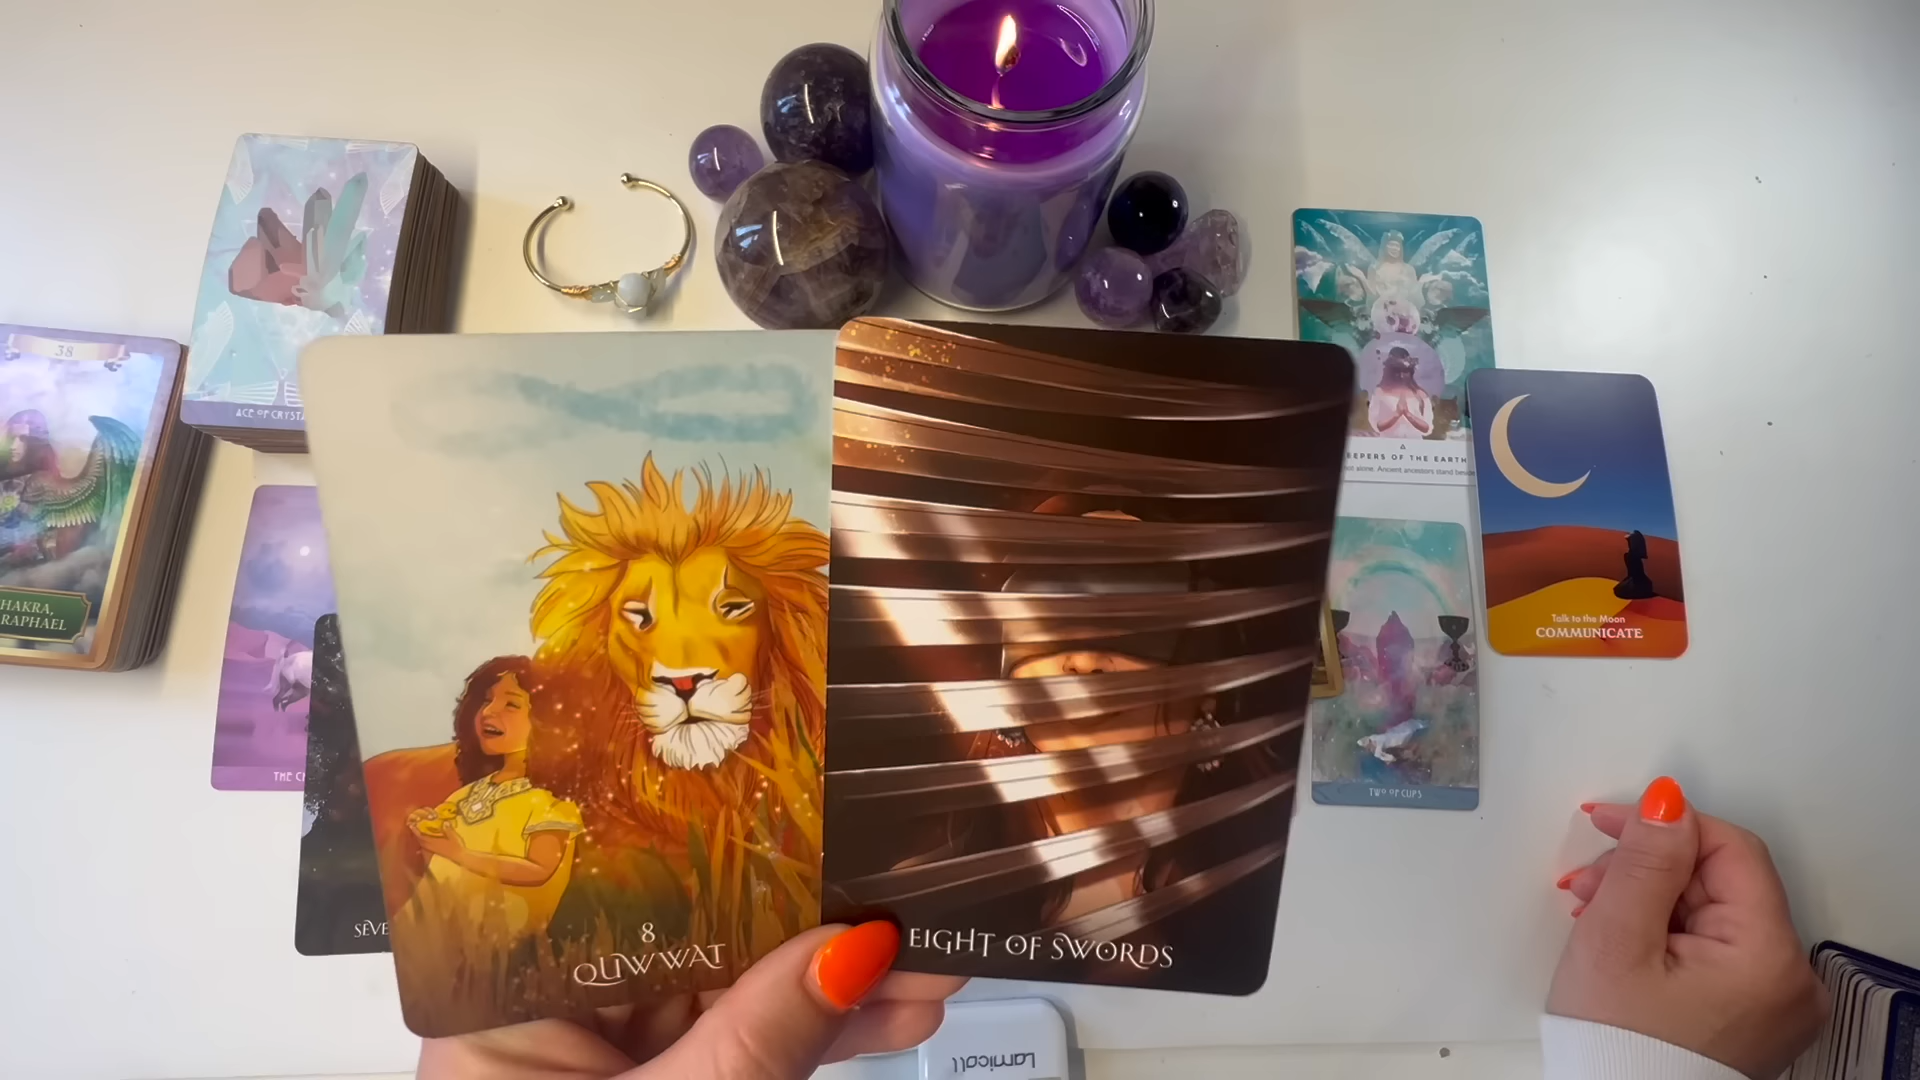 38
ACE OF CRYSTA
HAKRA,
RAPHAEL
THE C
SEVE
8
QUWWAT
EIGHT OF SWORDS
EEPERS OF THE EARTH
not alone. Ancient ancestors stand
Talk to the Moon
COMMUNICATE
TWO OF CUPS
Lamicall